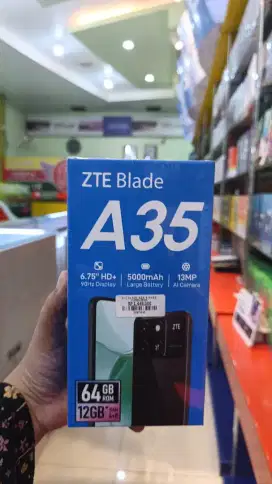 ZTE Blade
A35
6.75" HD+
90Hz Display
5000mAh
Large Battery
13MP
AI Camera
ZTE
64 GB
ROM
12GB